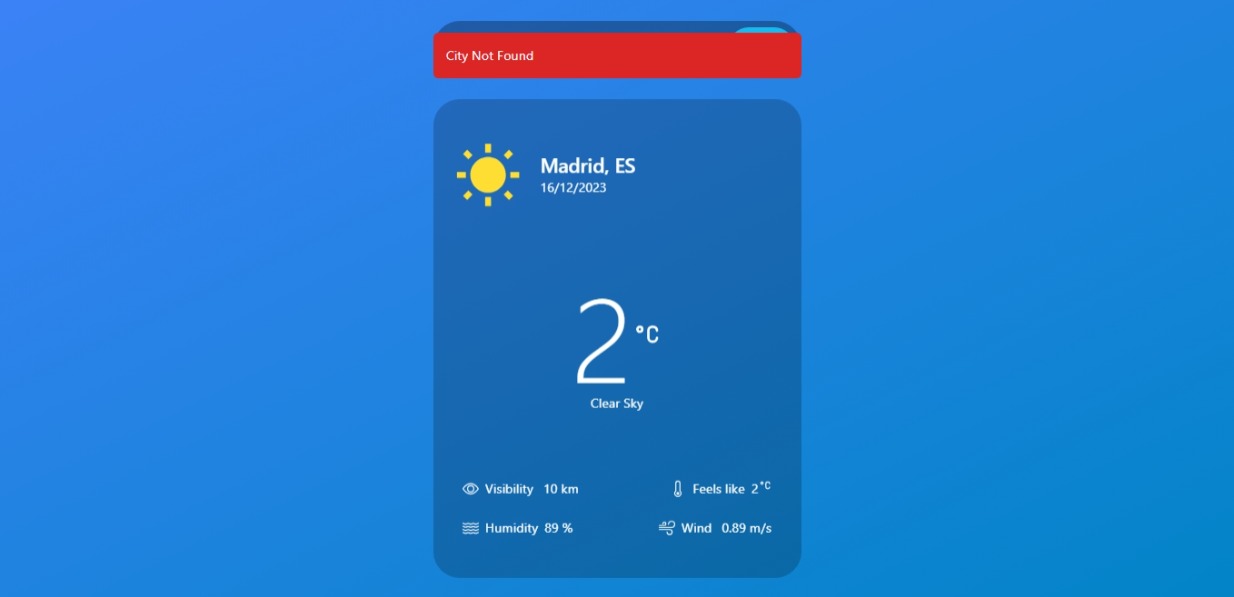 City Not Found
Madrid, ES
16/12/2023
2 °C
Clear Sky
Visibility 10 km
Feels like 2 °C
Humidity 89 %
Wind 0.89 m/s